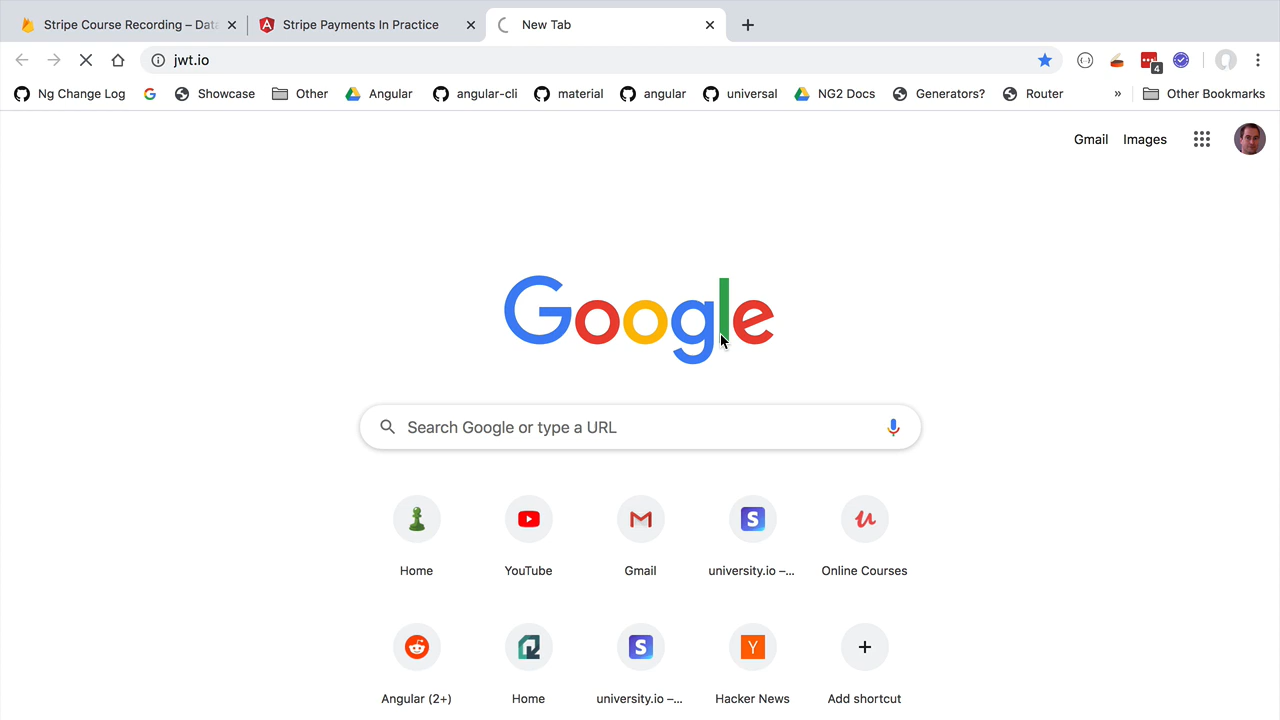 Stripe Course Recording – Data
Stripe Payments In Practice
New Tab
jwt.io
4
Ng Change Log
Showcase
Other
Angular
angular-cli
material
angular
universal
NG2 Docs
Generators?
Router
»
Other Bookmarks
Gmail
Images
Google
Search Google or type a URL
Home
YouTube
Gmail
university.io –...
Online Courses
Angular (2+)
Home
university.io –...
Hacker News
Add shortcut